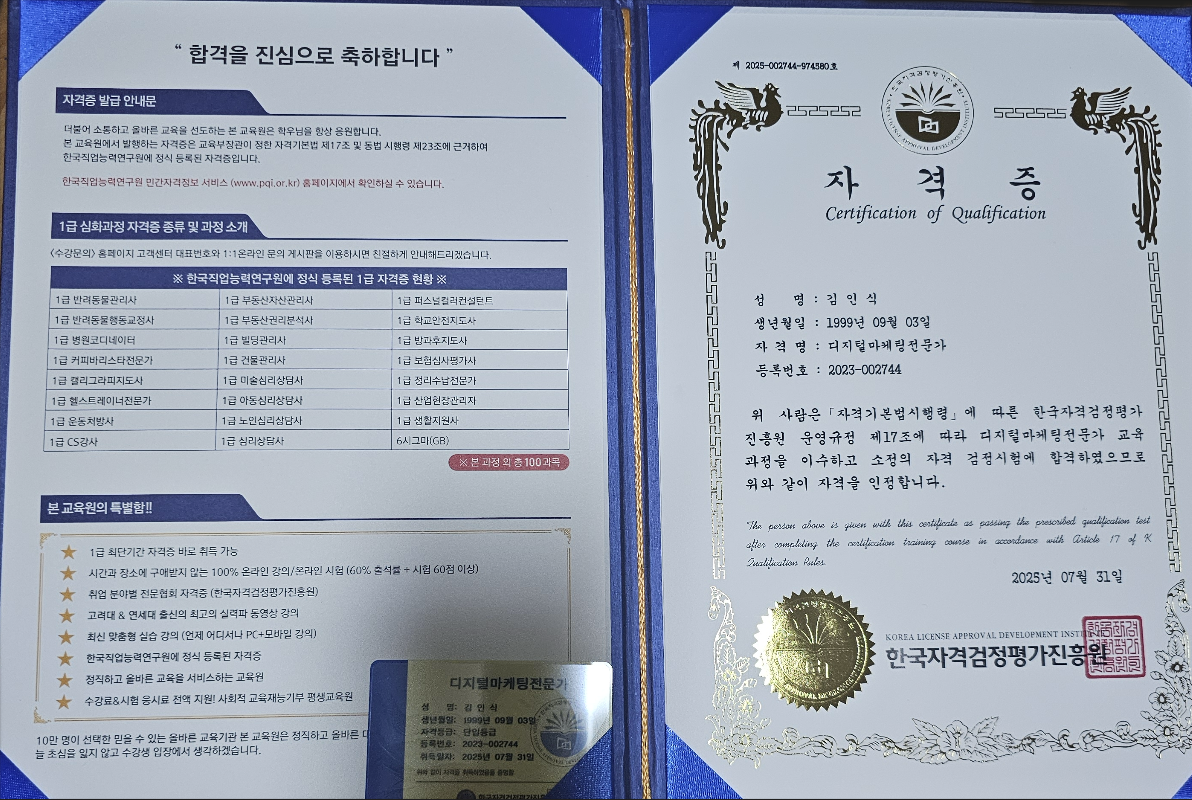 “ 합격을 진심으로 축하합니다 ”
자격증 발급 안내문
더불어 소통하고 올바른 교육을 선도하는 본 교육원은 학우님을 항상 응원합니다.
본 교육원에서 발행하는 자격증은 교육부장관이 정한 자격기본법 제17조 및 동법 시행령 제23조에 근거하여
한국직업능력연구원에 정식 등록된 자격증입니다.
한국직업능력연구원 민간자격정보 서비스 (www.pqi.or.kr) 홈페이지에서 확인하실 수 있습니다.
1급 심화과정 자격증 종류 및 과정 소개
<수강문의> 홈페이지 고객센터 대표번호와 1:1온라인 문의 게시판을 이용하시면 친절하게 안내해드리겠습니다.
※ 한국직업능력연구원에 정식 등록된 1급 자격증 현황 ※
1급 반려동물관리사 1급 부동산자산관리사 1급 퍼스널컬러컨설턴트
1급 반려동물행동교정사 1급 부동산권리분석사 1급 학교안전지도사
1급 병원코디네이터 1급 빌딩관리사 1급 방과후지도사
1급 커피바리스타전문가 1급 건물관리사 1급 보험심사평가사
1급 캘리그라피지도사 1급 미술심리상담사 1급 정리수납전문가
1급 헬스트레이너전문가 1급 아동심리상담사 1급 산업현장관리자
1급 운동처방사 1급 노인심리상담사 1급 생활지원사
1급 CS강사 1급 심리상담사 6시그마(GB)
※ 본 과정 외 총 100과목
본 교육원의 특별함!!
★ 1급 최단기간 자격증 바로 취득 가능
★ 시간과 장소에 구애받지 않는 100% 온라인 강의/온라인 시험 (60% 출석률 + 시험 60점 이상)
★ 취업 분야별 전문협회 자격증 (한국자격검정평가진흥원)
★ 고려대 & 연세대 출신의 최고의 실력파 동영상 강의
★ 최신 맞춤형 실습 강의 (언제 어디서나 PC+모바일 강의)
★ 한국직업능력연구원에 정식 등록된 자격증
★ 정직하고 올바른 교육을 서비스하는 교육원
★ 수강료&시험 응시료 전액 지원! 사회적 교육재능기부 평생교육원
10만 명이 선택한 믿을 수 있는 올바른 교육기관 본 교육원은 정직하고 올바른
늘 초심을 잃지 않고 수강생 입장에서 생각하겠습니다.
디지털마케팅전문가
성 명: 김 인 식
생년월일: 1999년 09월 03일
자격등급: 단일등급
등록번호: 2023-002744
취득일자: 2025년 07월 31일
위와 같이 자격을 취득하였음을 증명함
한국자격검정평가진흥
제 2025-002744-974580호
자 격 증
Certification of Qualification
성 명 : 김 인 식
생년월일 : 1999년 09월 03일
자 격 명 : 디지털마케팅전문가
등록번호 : 2023-002744
위 사람은 「자격기본법시행령」에 따른 한국자격검정평가
진흥원 운영규정 제17조에 따라 디지털마케팅전문가 교육
과정을 이수하고 소정의 자격 검정시험에 합격하였으므로
위와 같이 자격을 인정합니다.
"The person above is given with this certificate as passing the prescribed qualification test
after completing the certification training course in accordance with Article 17 of K
Qualification Rules.
2025년 07월 31일
KOREA LICENSE APPROVAL DEVELOPMENT
한국자격검정평가진흥원